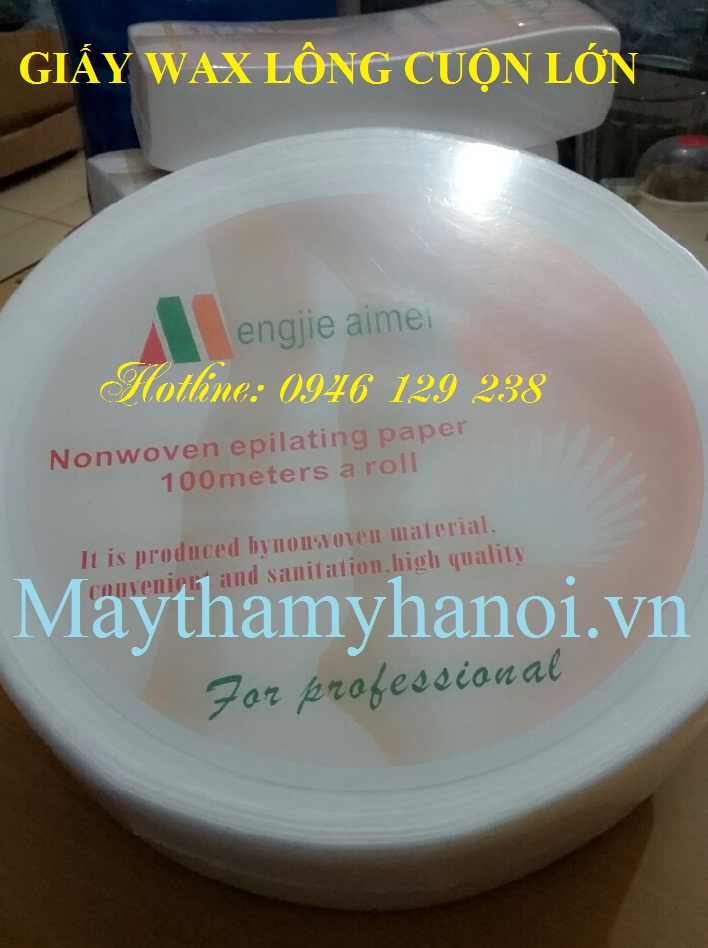 GIẤY WAX LÔNG CUỘN LỚN
engjie aimei
Hotline: 0946 129 238
Nonwoven epilating paper
100meters a roll
It is produced bynonwoven material,
convenient and sanitation,high quality
Maythamyhanoi.vn
For professional